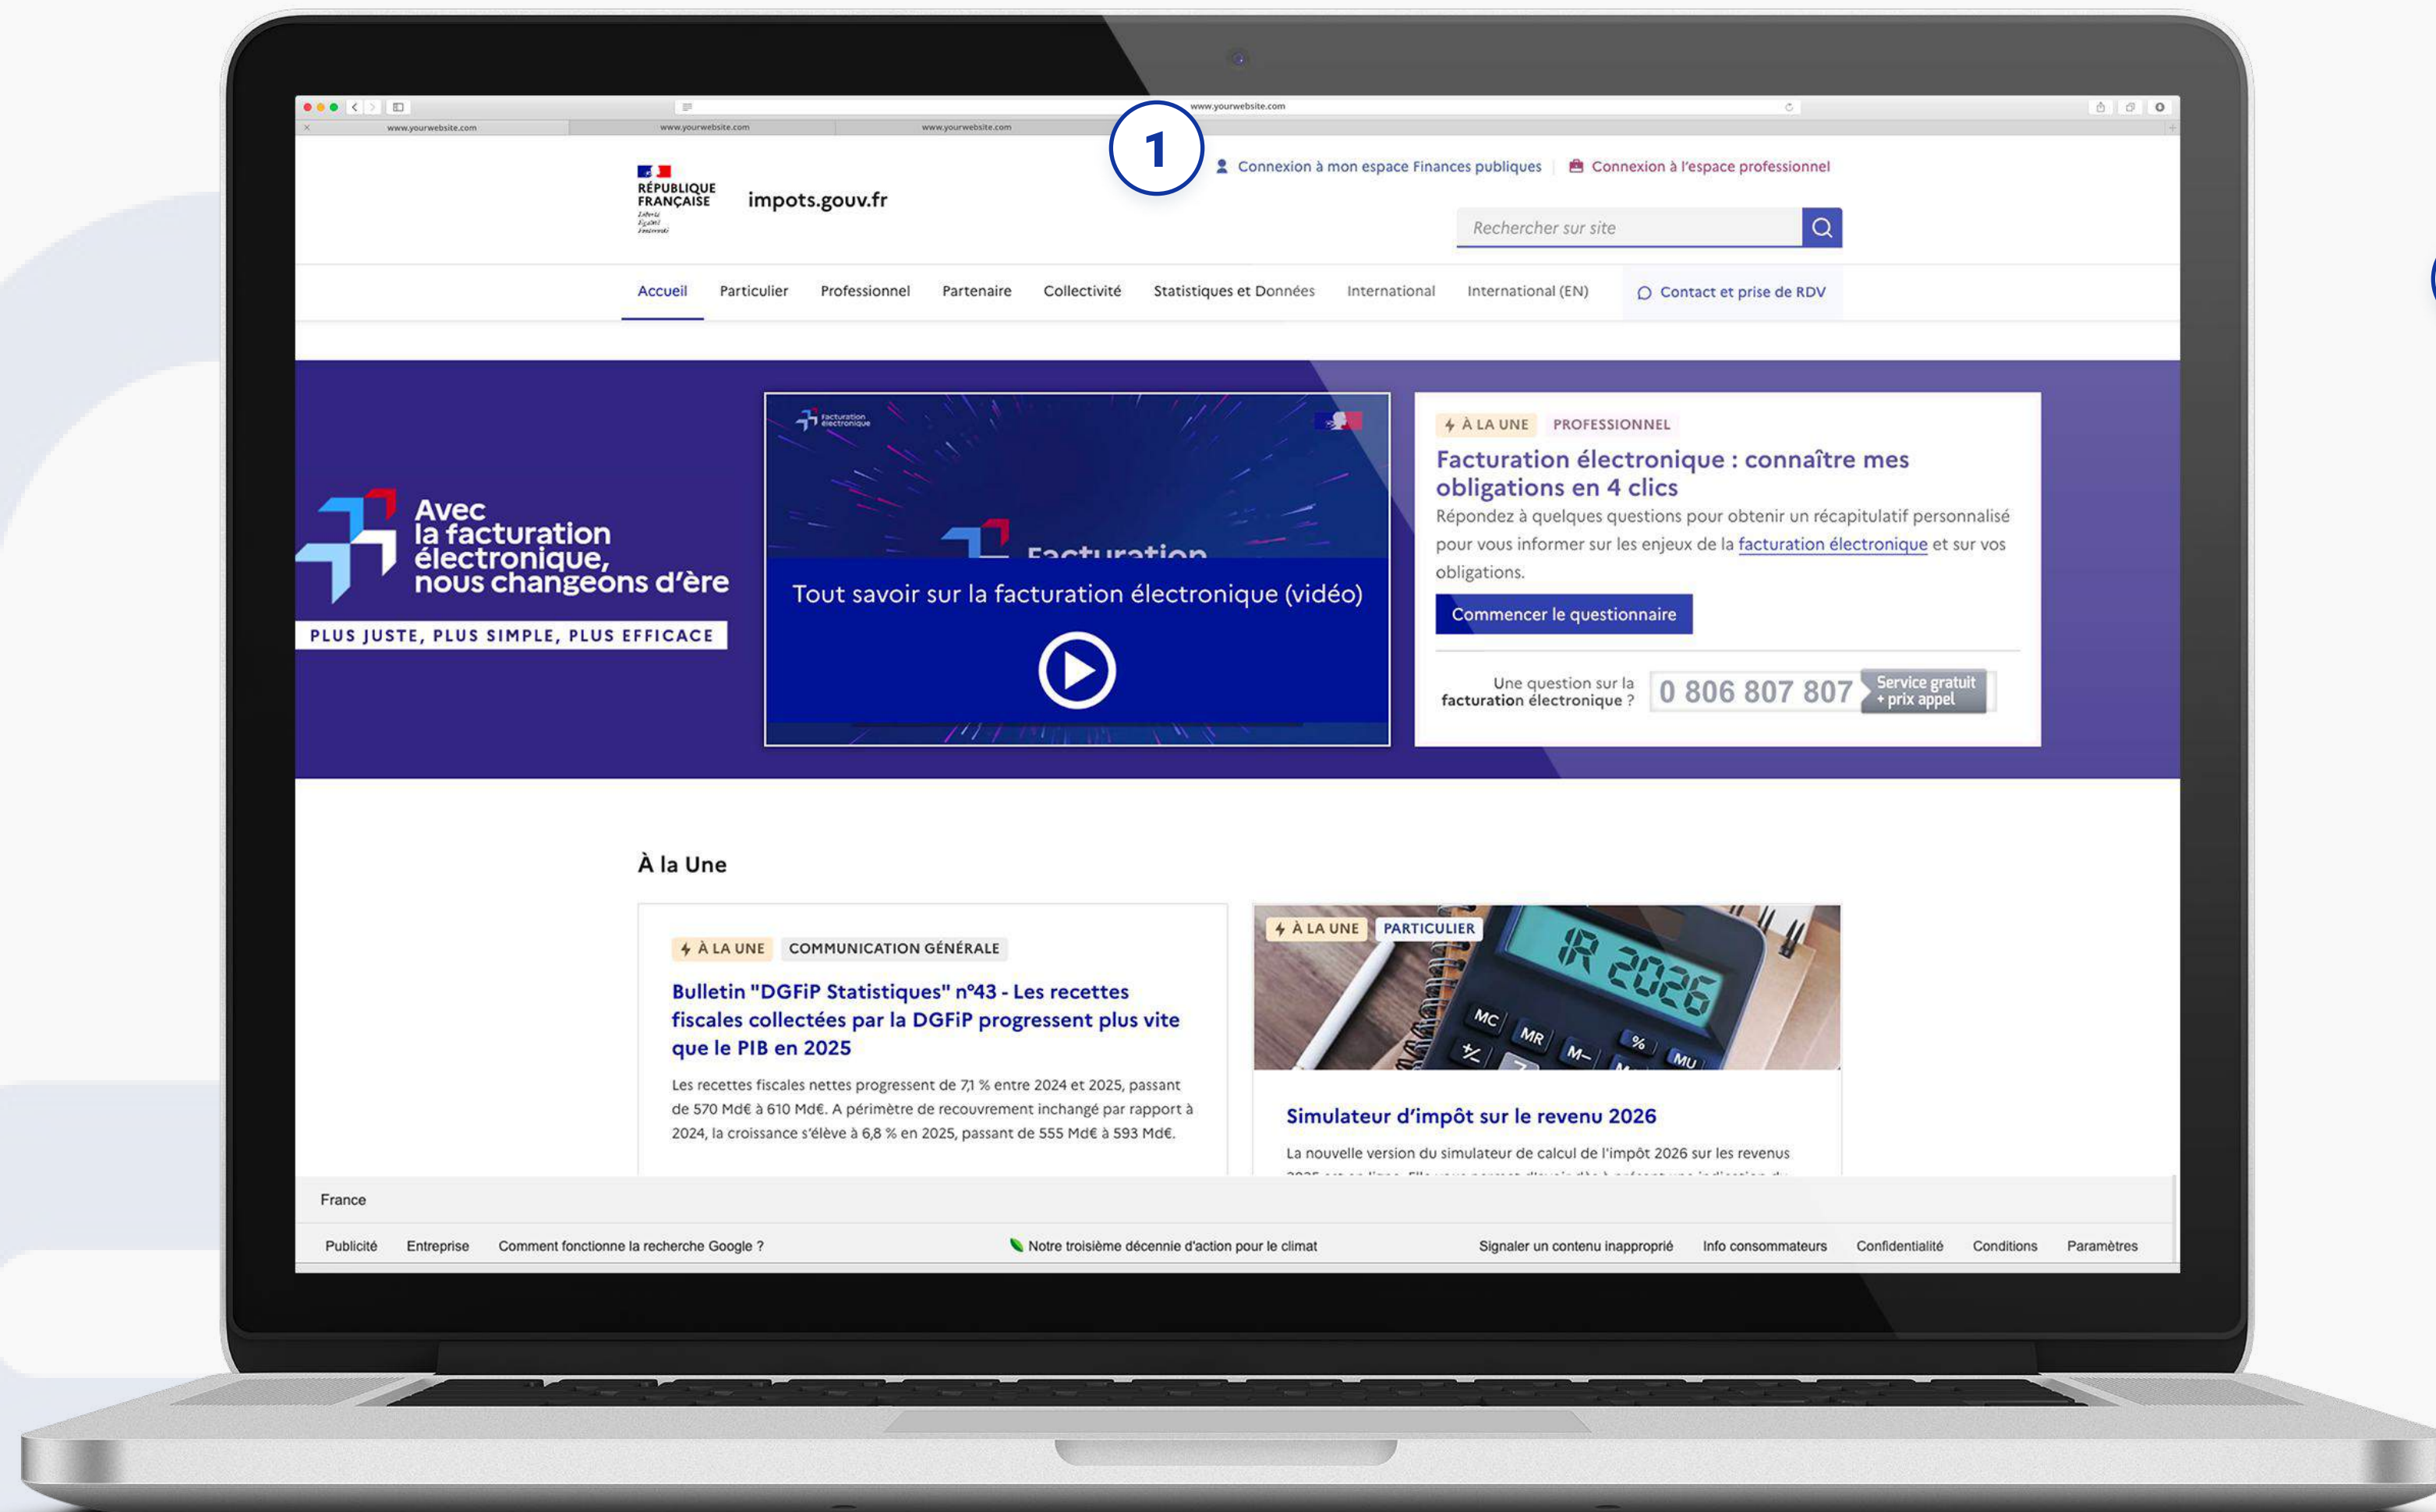 www.yourwebsite.com
www.yourwebsite.com
www.yourwebsite.com
www.yourwebsite.com
1
Connexion à mon espace Finances publiques
Connexion à l'espace professionnel
RÉPUBLIQUE
FRANÇAISE
Liberté
Égalité
Fraternité
impots.gouv.fr
Rechercher sur site
Accueil
Particulier
Professionnel
Partenaire
Collectivité
Statistiques et Données
International
International (EN)
Contact et prise de RDV
Avec
la facturation
électronique,
nous changeons d'ère
PLUS JUSTE, PLUS SIMPLE, PLUS EFFICACE
Facturation
électronique
Facturation
Tout savoir sur la facturation électronique (vidéo)
À LA UNE
PROFESSIONNEL
Facturation électronique : connaître mes
obligations en 4 clics
Répondez à quelques questions pour obtenir un récapitulatif personnalisé
pour vous informer sur les enjeux de la facturation électronique et sur vos
obligations.
Commencer le questionnaire
Une question sur la
facturation électronique ?
0 806 807 807
Service gratuit
+ prix appel
À la Une
À LA UNE
COMMUNICATION GÉNÉRALE
Bulletin "DGFiP Statistiques" n°43 - Les recettes
fiscales collectées par la DGFiP progressent plus vite
que le PIB en 2025
Les recettes fiscales nettes progressent de 7,1 % entre 2024 et 2025, passant
de 570 Md€ à 610 Md€. A périmètre de recouvrement inchangé par rapport à
2024, la croissance s'élève à 6,8 % en 2025, passant de 555 Md€ à 593 Md€.
À LA UNE
PARTICULIER
IR 2026
MC
MR
M-
%
MU
+/-
7
Simulateur d'impôt sur le revenu 2026
La nouvelle version du simulateur de calcul de l'impôt 2026 sur les revenus
France
Publicité
Entreprise
Comment fonctionne la recherche Google ?
Notre troisième décennie d'action pour le climat
Signaler un contenu inapproprié
Info consommateurs
Confidentialité
Conditions
Paramètres